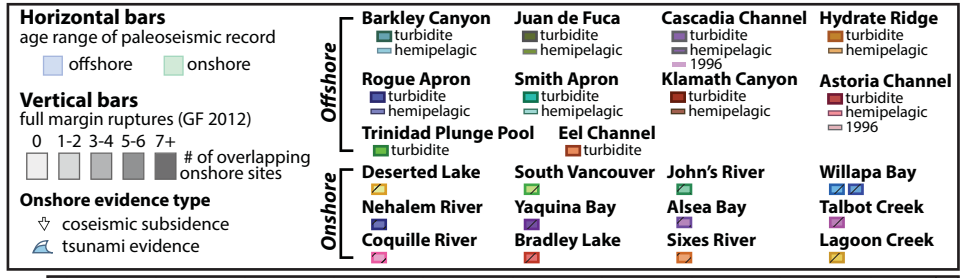 Horizontal bars
age range of paleoseismic record
offshore
onshore
Vertical bars
full margin ruptures (GF 2012)
0 1-2 3-4 5-6 7+
# of overlapping
onshore sites
Onshore evidence type
coseismic subsidence
tsunami evidence
Offshore
Barkley Canyon
turbidite
hemipelagic
Juan de Fuca
turbidite
hemipelagic
Cascadia Channel
turbidite
hemipelagic
1996
Hydrate Ridge
turbidite
hemipelagic
Rogue Apron
turbidite
hemipelagic
Smith Apron
turbidite
hemipelagic
Klamath Canyon
turbidite
hemipelagic
Astoria Channel
turbidite
hemipelagic
1996
Trinidad Plunge Pool
turbidite
Eel Channel
turbidite
Onshore
Deserted Lake
South Vancouver
John's River
Willapa Bay
Nehalem River
Yaquina Bay
Alsea Bay
Talbot Creek
Coquille River
Bradley Lake
Sixes River
Lagoon Creek